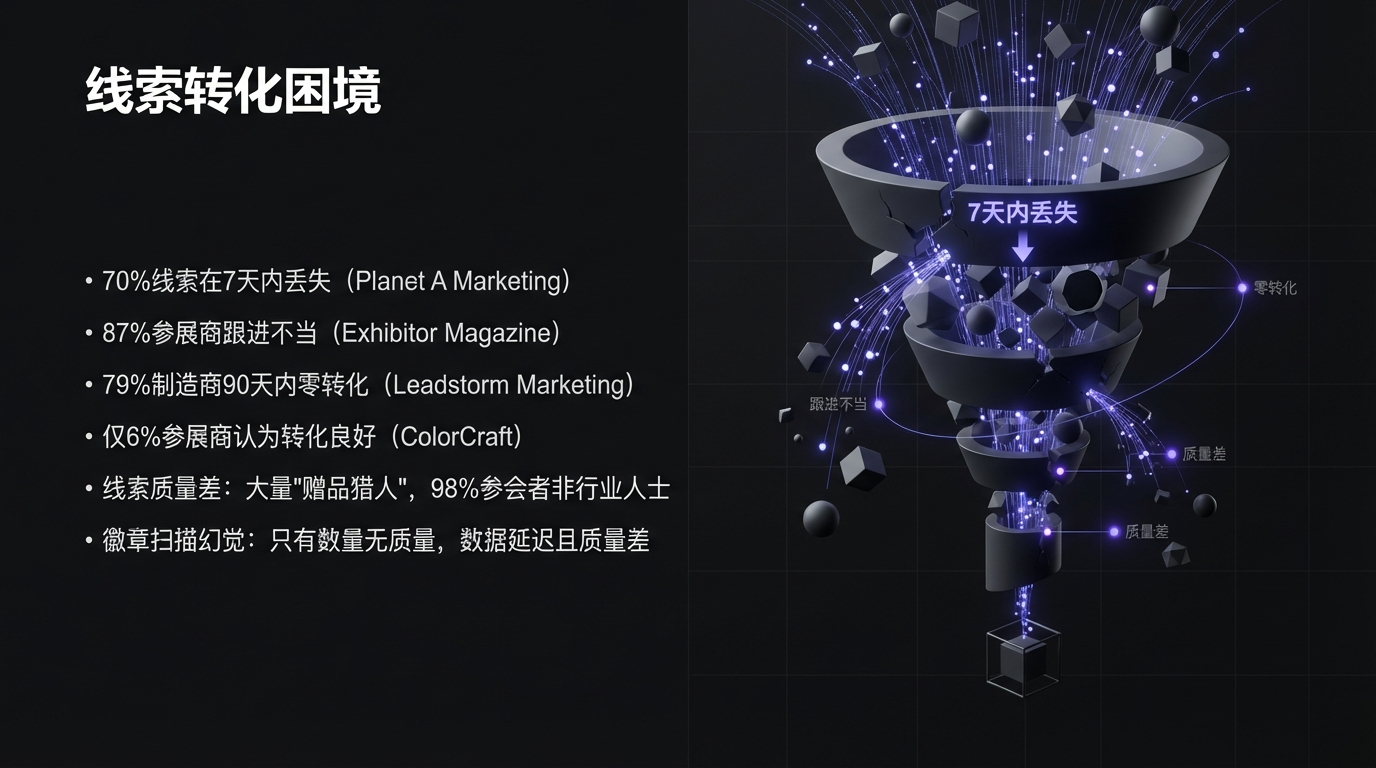 线索转化困境
• 70%线索在7天内丢失（Planet A Marketing）
• 87%参展商跟进不当（Exhibitor Magazine）
• 79%制造商90天内零转化（Leadstorm Marketing）
• 仅6%参展商认为转化良好（ColorCraft）
• 线索质量差：大量"赠品猎人"，98%参会者非行业人士
• 徽章扫描幻觉：只有数量无质量，数据延迟且质量差
7天内丢失
零转化
跟进不当
质量差
质量差